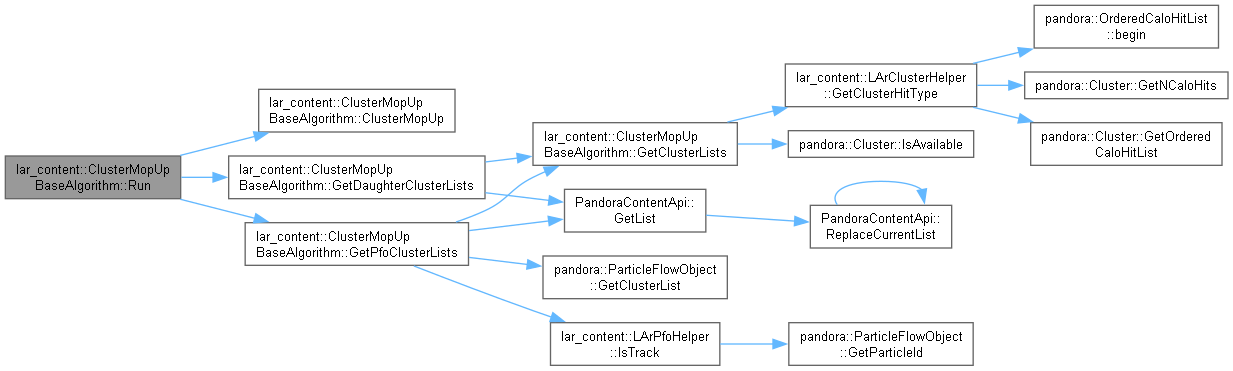 lar_content::ClusterMopUp
BaseAlgorithm::Run
lar_content::ClusterMopUp
BaseAlgorithm::ClusterMopUp
lar_content::ClusterMopUp
BaseAlgorithm::GetDaughterClusterLists
lar_content::ClusterMopUp
BaseAlgorithm::GetPfoClusterLists
lar_content::ClusterMopUp
BaseAlgorithm::GetClusterLists
PandoraContentApi::
GetList
pandora::ParticleFlowObject
::GetClusterList
lar_content::LArPfoHelper
::IsTrack
lar_content::LArClusterHelper
::GetClusterHitType
pandora::Cluster::IsAvailable
PandoraContentApi::
ReplaceCurrentList
pandora::ParticleFlowObject
::GetParticleId
pandora::OrderedCaloHitList
::begin
pandora::Cluster::GetNCaloHits
pandora::Cluster::GetOrdered
CaloHitList